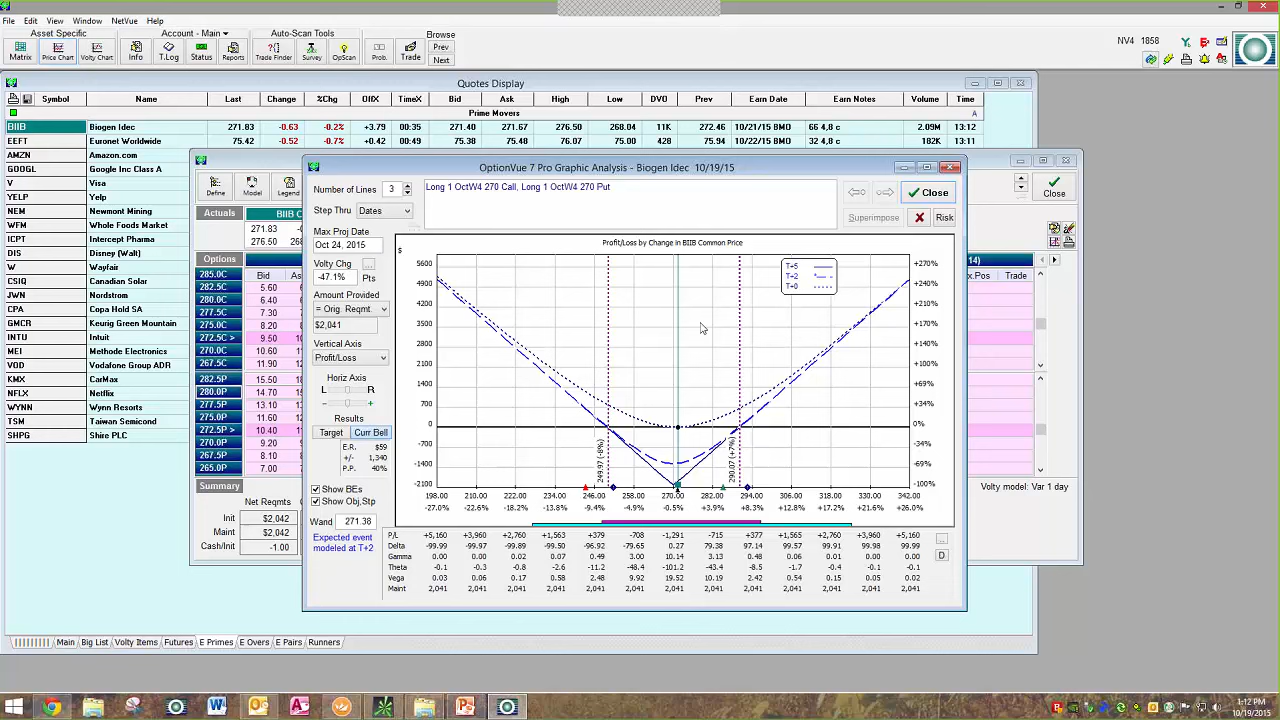 File Edit View Window NetVue Help
Asset Specific Account - Main Auto-Scan Tools Browse
Prev
Next
Matrix Price Chart Volty Chart Info T.Log Status Reports Trade Finder Survey OpScan Prob. Trade
NV4 1858
Quotes Display
Symbol Name Last Change %Chg OffX TimeX Bid Ask High Low DVO Prev Earn Date Earn Notes Volume Time
Prime Movers A
BIIB Biogen Idec 271.83 -0.63 -0.2% +3.79 00:35 271.40 271.67 276.50 268.04 11K 272.46 10/21/15 BMO 66 4,8 c 2.09M 13:12
EEFT Euronet Worldwide 75.42 -0.52 -0.7% +0.42 00:49 75.38 75.48 76.07 75.00 428 75.94 10/21/15 BMO 32 4,8 c 182K 13:11
AMZN Amazon.com
GOOGL Google Inc Class A
V Visa
YELP Yelp
NEM Newmont Mining
WFM Whole Foods Market
ICPT Intercept Pharma
DIS Disney (Walt)
W Wayfair
CSIQ Canadian Solar
JWN Nordstrom
CPA Copa Hold SA
GMCR Keurig Green Mountain
INTU Intuit
MEI Methode Electronics
VOD Vodafone Group ADR
KMX CarMax
NFLX Netflix
WYNN Wynn Resorts
TSM Taiwan Semicond
SHPG Shire PLC
Define Model Legend
Close
Actuals BIIB C
271.83
276.50
Options 14)
Bid As
285.0C
282.5C 5.60
280.0C 6.40
277.5C 7.30
275.0C 8.20
272.5C > 9.50
270.0C 10.60
267.5C 11.90
282.5P 15.50
280.0P 14.70
277.5P 13.10
275.0P 11.60
272.5P > 10.40
270.0P 9.20
267.5P 8.10
265.0P 7.00
x.Pos Trade
Summary
Net Reqmts
Init $2,042
Maint $2,042
Cash/Init -1.00
Volty model: Var 1 day
OptionVue 7 Pro Graphic Analysis - Biogen Idec 10/19/15
Number of Lines 3
Long 1 OctW4 270 Call, Long 1 OctW4 270 Put
Close
Step Thru Dates
Superimpose Risk
Max Proj Date
Oct 24, 2015
Volty Chg ...
-47.1% Pts
Amount Provided
= Orig. Reqmt.
$2,041
Vertical Axis
Profit/Loss
Horiz Axis
L R
- +
Results
Target Curr Bell
E.R. $59
+/- 1,340
P.P. 40%
Show BEs
Show Obj,Stp
Wand 271.38
Expected event
modeled at T+2
Profit/Loss by Change in BIIB Common Price
$
T+5
T+2
T+0
5600 +270%
4900 +240%
4200 +210%
3500 +170%
2800 +140%
2100 +100%
1400 +69%
700 +34%
0 0%
-700 -34%
-1400 -69%
-2100 -100%
249.97 (-8%)
290.07 (+7%)
198.00 210.00 222.00 234.00 246.00 258.00 270.00 282.00 294.00 306.00 318.00 330.00 342.00
-27.0% -22.6% -18.2% -13.8% -9.4% -4.9% -0.5% +3.9% +8.3% +12.8% +17.2% +21.6% +26.0%
P/L +5,160 +3,960 +2,760 +1,563 +379 -708 -1,291 -715 +377 +1,565 +2,760 +3,960 +5,160
Delta -99.99 -99.97 -99.89 -99.50 -96.92 -79.65 0.27 79.38 97.14 99.57 99.91 99.98 99.99
Gamma 0.00 0.00 0.02 0.07 0.49 3.00 10.14 3.13 0.48 0.06 0.01 0.00 0.00
Theta -0.1 -0.3 -0.8 -2.6 -11.2 -48.4 -101.2 -43.4 -8.5 -1.7 -0.4 -0.1 -0.1
Vega 0.03 0.06 0.17 0.58 2.48 9.92 19.52 10.19 2.42 0.54 0.15 0.05 0.02
Maint 2,041 2,041 2,041 2,041 2,041 2,041 2,041 2,041 2,041 2,041 2,041 2,041 2,041
...
D
Main Big List Volty Items Futures E Primes E Overs E Pairs Runners
1:12 PM
10/19/2015